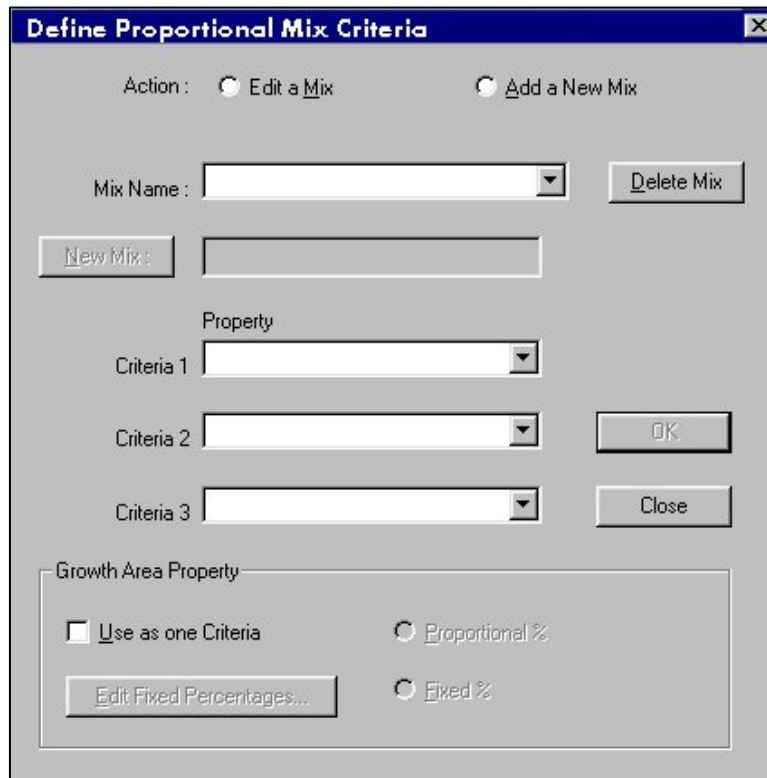 Define Proportional Mix Criteria
Action : Edit a Mix Add a New Mix
Mix Name : Delete Mix
New Mix :
Property
Criteria 1
Criteria 2 OK
Criteria 3 Close
Growth Area Property
Use as one Criteria Proportional %
Edit Fixed Percentages... Fixed %